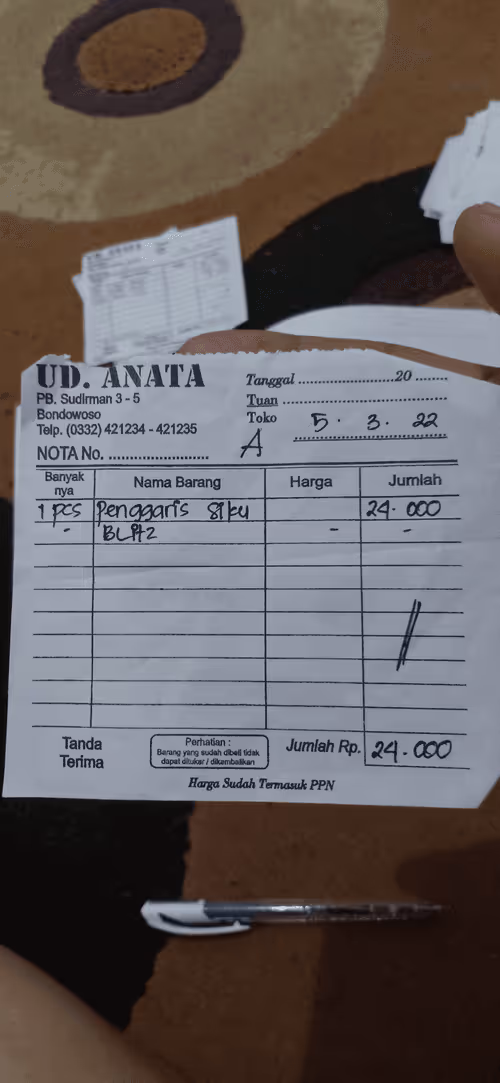 UD. ANATA
PB. Sudirman 3 - 5
Bondowoso
Telp. (0332) 421234 - 421235
NOTA No. ..........................
Tanggal ........................20 ........
Tuan ..........................................
Toko 5 . 3 . 22
A
Banyak nya Nama Barang Harga Jumlah
1 pcs Penggaris siku 24.000
- - -
Tanda Terima
Perhatian :
Barang yang sudah dibeli tidak
dapat ditukar / dikembalikan
Jumlah Rp. 24.000
Harga Sudah Termasuk PPN